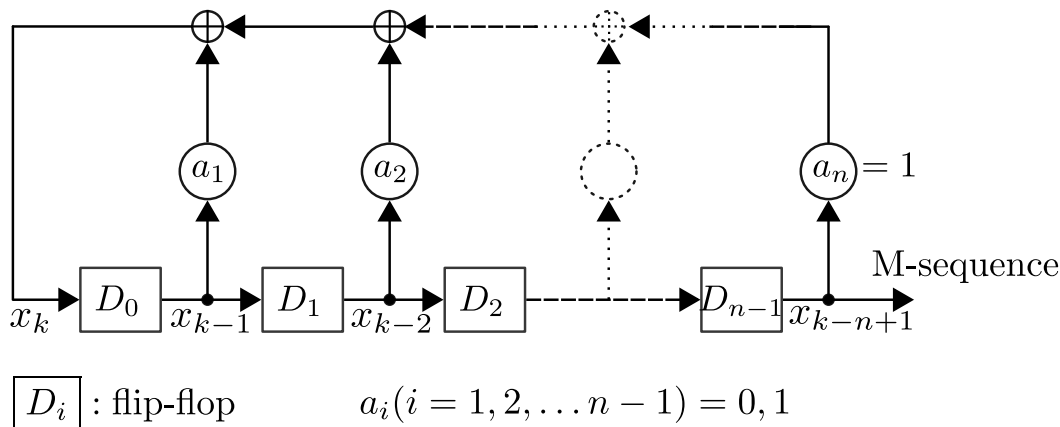 a₁ a₂ aₙ = 1
M-sequence
D₀ D₁ D₂ Dₙ₋₁
xₖ xₖ₋₁ xₖ₋₂ xₖ₋ₙ₊₁
Dᵢ : flip-flop aᵢ(i = 1, 2, … n − 1) = 0, 1